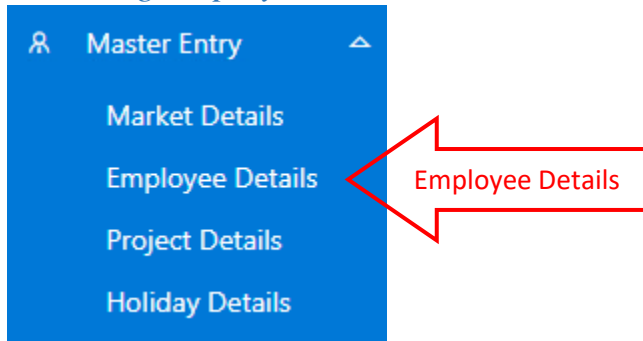 Master Entry
Market Details
Employee Details
Employee Details
Project Details
Holiday Details